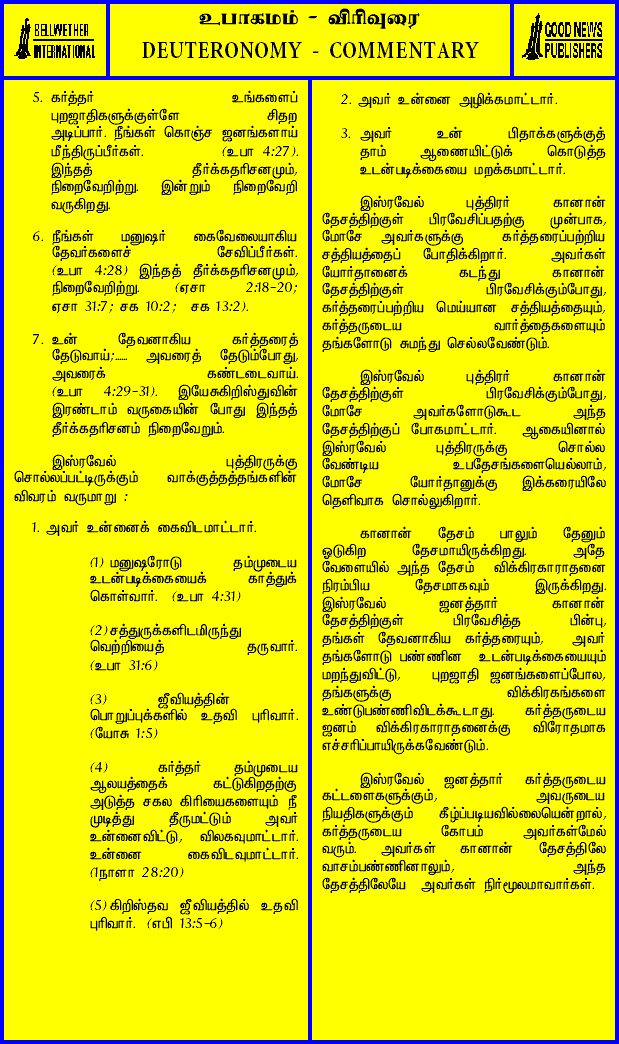 BELLWETHER
INTERNATIONAL
உபாகமம் - விரிவுரை
DEUTERONOMY - COMMENTARY
GOOD NEWS
PUBLISHERS
5. கர்த்தர் உங்களைப்
புறஜாதிகளுக்குள்ளே சிதற
அடிப்பார். நீங்கள் கொஞ்ச ஜனங்களாய்
மீந்திருப்பீர்கள். (உபா 4:27).
இந்தத் தீர்க்கதரிசனமும்,
நிறைவேறிற்று. இன்றும் நிறைவேறி
வருகிறது.
6. நீங்கள் மனுஷர் கைவேலையாகிய
தேவர்களைச் சேவிப்பீர்கள்.
(உபா 4:28) இந்தத் தீர்க்கதரிசனமும்,
நிறைவேறிற்று. (ஏசா 2:18-20;
ஏசா 31:7; சக 10:2; சக 13:2).
7. உன் தேவனாகிய கர்த்தரைத்
தேடுவாய்;..... அவரைத் தேடும்போது,
அவரைக் கண்டடைவாய்.
(உபா 4:29-31). இயேசுகிறிஸ்துவின்
இரண்டாம் வருகையின் போது இந்தத்
தீர்க்கதரிசனம் நிறைவேறும்.
இஸ்ரவேல் புத்திரருக்கு
சொல்லப்பட்டிருக்கும் வாக்குத்தத்தங்களின்
விவரம் வருமாறு :
1. அவர் உன்னைக் கைவிடமாட்டார்.
(1) மனுஷரோடு தம்முடைய
உடன்படிக்கையைக் காத்துக்
கொள்வார். (உபா 4:31)
(2) சத்துருக்களிடமிருந்து
வெற்றியைத் தருவார்.
(உபா 31:6)
(3) ஜீவியத்தின்
பொறுப்புக்களில் உதவி புரிவார்.
(யோசு 1:5)
(4) கர்த்தர் தம்முடைய
ஆலயத்தைக் கட்டுகிறதற்கு
அடுத்த சகல கிரியைகளையும் நீ
முடித்து தீருமட்டும் அவர்
உன்னைவிட்டு, விலகவுமாட்டார்.
உன்னை கைவிடவுமாட்டார்.
(1நாளா 28:20)
(5) கிறிஸ்தவ ஜீவியத்தில் உதவி
புரிவார். (எபி 13:5-6)
2. அவர் உன்னை அழிக்கமாட்டார்.
3. அவர் உன் பிதாக்களுக்குத்
தாம் ஆணையிட்டுக் கொடுத்த
உடன்படிக்கையை மறக்கமாட்டார்.
இஸ்ரவேல் புத்திரர் கானான்
தேசத்திற்குள் பிரவேசிப்பதற்கு முன்பாக,
மோசே அவர்களுக்கு கர்த்தரைப்பற்றிய
சத்தியத்தைப் போதிக்கிறார். அவர்கள்
யோர்தானைக் கடந்து கானான்
தேசத்திற்குள் பிரவேசிக்கும்போது,
கர்த்தரைப்பற்றிய மெய்யான சத்தியத்தையும்,
கர்த்தருடைய வார்த்தைகளையும்
தங்களோடு சுமந்து செல்லவேண்டும்.
இஸ்ரவேல் புத்திரர் கானான்
தேசத்திற்குள் பிரவேசிக்கும்போது,
மோசே அவர்களோடுகூட அந்த
தேசத்திற்குப் போகமாட்டார். ஆகையினால்
இஸ்ரவேல் புத்திரருக்கு சொல்ல
வேண்டிய உபதேசங்களையெல்லாம்,
மோசே யோர்தானுக்கு இக்கரையிலே
தெளிவாக சொல்லுகிறார்.
கானான் தேசம் பாலும் தேனும்
ஓடுகிற தேசமாயிருக்கிறது. அதே
வேளையில் அந்த தேசம் விக்கிரகாராதனை
நிரம்பிய தேசமாகவும் இருக்கிறது.
இஸ்ரவேல் ஜனத்தார் கானான்
தேசத்திற்குள் பிரவேசித்த பின்பு,
தங்கள் தேவனாகிய கர்த்தரையும், அவர்
தங்களோடு பண்ணின உடன்படிக்கையையும்
மறந்துவிட்டு, புறஜாதி ஜனங்களைப்போல,
தங்களுக்கு விக்கிரகங்களை
உண்டுபண்ணிவிடக்கூடாது. கர்த்தருடைய
ஜனம் விக்கிரகாராதனைக்கு விரோதமாக
எச்சரிப்பாயிருக்கவேண்டும்.
இஸ்ரவேல் ஜனத்தார் கர்த்தருடைய
கட்டளைகளுக்கும், அவருடைய
நியதிகளுக்கும் கீழ்ப்படியவில்லையென்றால்,
கர்த்தருடைய கோபம் அவர்கள்மேல்
வரும். அவர்கள் கானான் தேசத்திலே
வாசம்பண்ணினாலும், அந்த
தேசத்திலேயே அவர்கள் நிர்மூலமாவார்கள்.